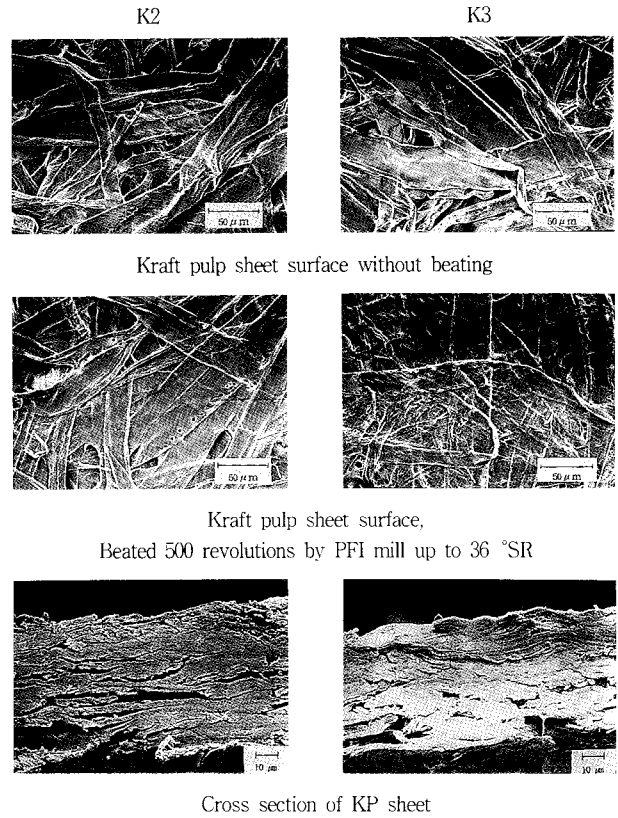 K2
K3
50 μm
50 μm
Kraft pulp sheet surface without beating
50 μm
50 μm
Kraft pulp sheet surface,
Beated 500 revolutions by PFI mill up to 36 °SR
10 μm
10 μm
Cross section of KP sheet